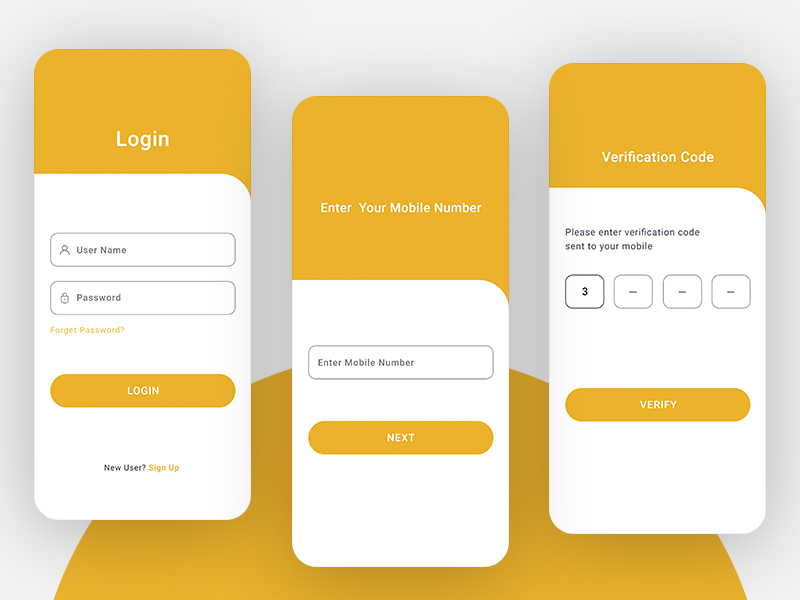 Login
User Name
Password
Forget Password?
LOGIN
New User? Sign Up
Enter Your Mobile Number
Enter Mobile Number
NEXT
Verification Code
Please enter verification code
sent to your mobile
3 – – –
VERIFY